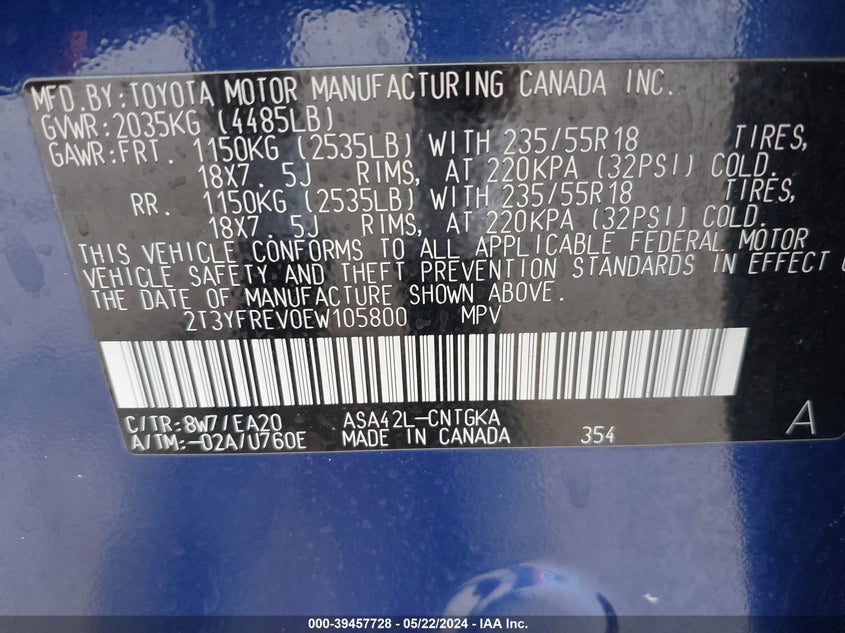 MFD.BY:TOYOTA MOTOR MANUFACTURING CANADA INC.
GVWR:2035KG (4485LB)
GAWR:FRT. 1150KG (2535LB) WITH 235/55R18 TIRES,
18X7. 5J RIMS, AT 220KPA (32PSI) COLD.
RR. 1150KG (2535LB) WITH 235/55R18 TIRES,
18X7. 5J RIMS, AT 220KPA (32PSI) COLD.
THIS VEHICLE CONFORMS TO ALL APPLICABLE FEDERAL MOTOR
VEHICLE SAFETY AND THEFT PREVENTION STANDARDS IN EFFECT
THE DATE OF MANUFACTURE SHOWN ABOVE.
2T3YFREV0EW105800 MPV
C/TR:8W7/EA20 ASA42L-CNTGKA
A/TM:-02A/U760E MADE IN CANADA 354 A
000-39457728 - 05/22/2024 - IAA Inc.